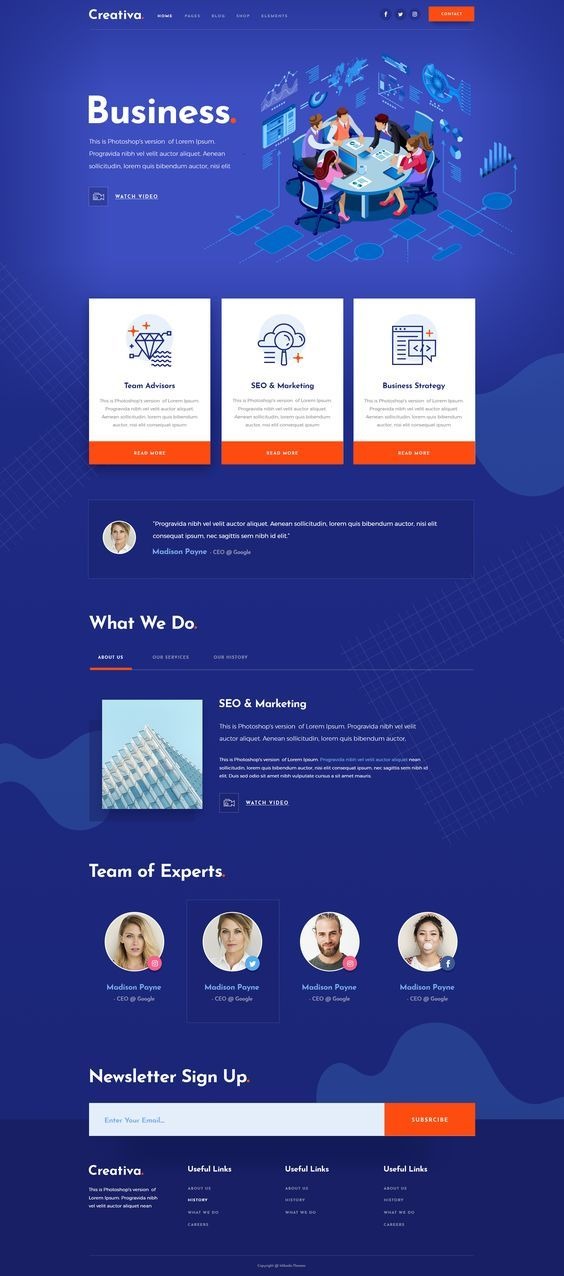 Creativa.
HOME PAGES BLOG SHOP ELEMENTS
CONTACT
Business.
This is Photoshop's version of Lorem Ipsum.
Progravida nibh vel velit auctor aliquet. Aenean
sollicitudin, lorem quis bibendum auctor, nisi elit
WATCH VIDEO
Team Advisors
This is Photoshop's version of Lorem Ipsum.
Progravida nibh vel velit auctor aliquet.
Aenean sollicitudin, lorem quis bibendum
auctor, nisi elit consequat ipsum
READ MORE
SEO & Marketing
This is Photoshop's version of Lorem Ipsum.
Progravida nibh vel velit auctor aliquet.
Aenean sollicitudin, lorem quis bibendum
auctor, nisi elit consequat ipsum
READ MORE
Business Strategy
This is Photoshop's version of Lorem Ipsum.
Progravida nibh vel velit auctor aliquet.
Aenean sollicitudin, lorem quis bibendum
auctor, nisi elit consequat ipsum
READ MORE
"Progravida nibh vel velit auctor aliquet. Aenean sollicitudin, lorem quis bibendum auctor, nisi elit
consequat ipsum, nec sagittis sem nibh id elit."
Madison Payne - CEO @ Google
What We Do.
ABOUT US OUR SERVICES OUR HISTORY
SEO & Marketing
This is Photoshop's version of Lorem Ipsum. Progravida nibh vel velit
auctor aliquet. Aenean sollicitudin, lorem quis bibendum auctor,
This is Photoshop's version of Lorem Ipsum. Progravida nibh vel velit auctor aliquet nean
sollicitudin, lorem quis bibendum auctor, nisi elit consequat ipsum, nec sagittis sem nibh id
elit. Duis sed odio sit amet nibh vulputate cursus a sit amet mauris.
WATCH VIDEO
Team of Experts.
Madison Payne
- CEO @ Google
Madison Payne
- CEO @ Google
Madison Payne
- CEO @ Google
Madison Payne
- CEO @ Google
Newsletter Sign Up.
Enter Your Email...
SUBSRCIBE
Creativa.
This is Photoshop's version of
Lorem Ipsum. Progravida nibh
vel velit auctor aliquet nean
Useful Links
ABOUT US
HISTORY
WHAT WE DO
CAREERS
Useful Links
ABOUT US
HISTORY
WHAT WE DO
Useful Links
ABOUT US
HISTORY
WHAT WE DO
CAREERS
Copyright @ Mikado Themes